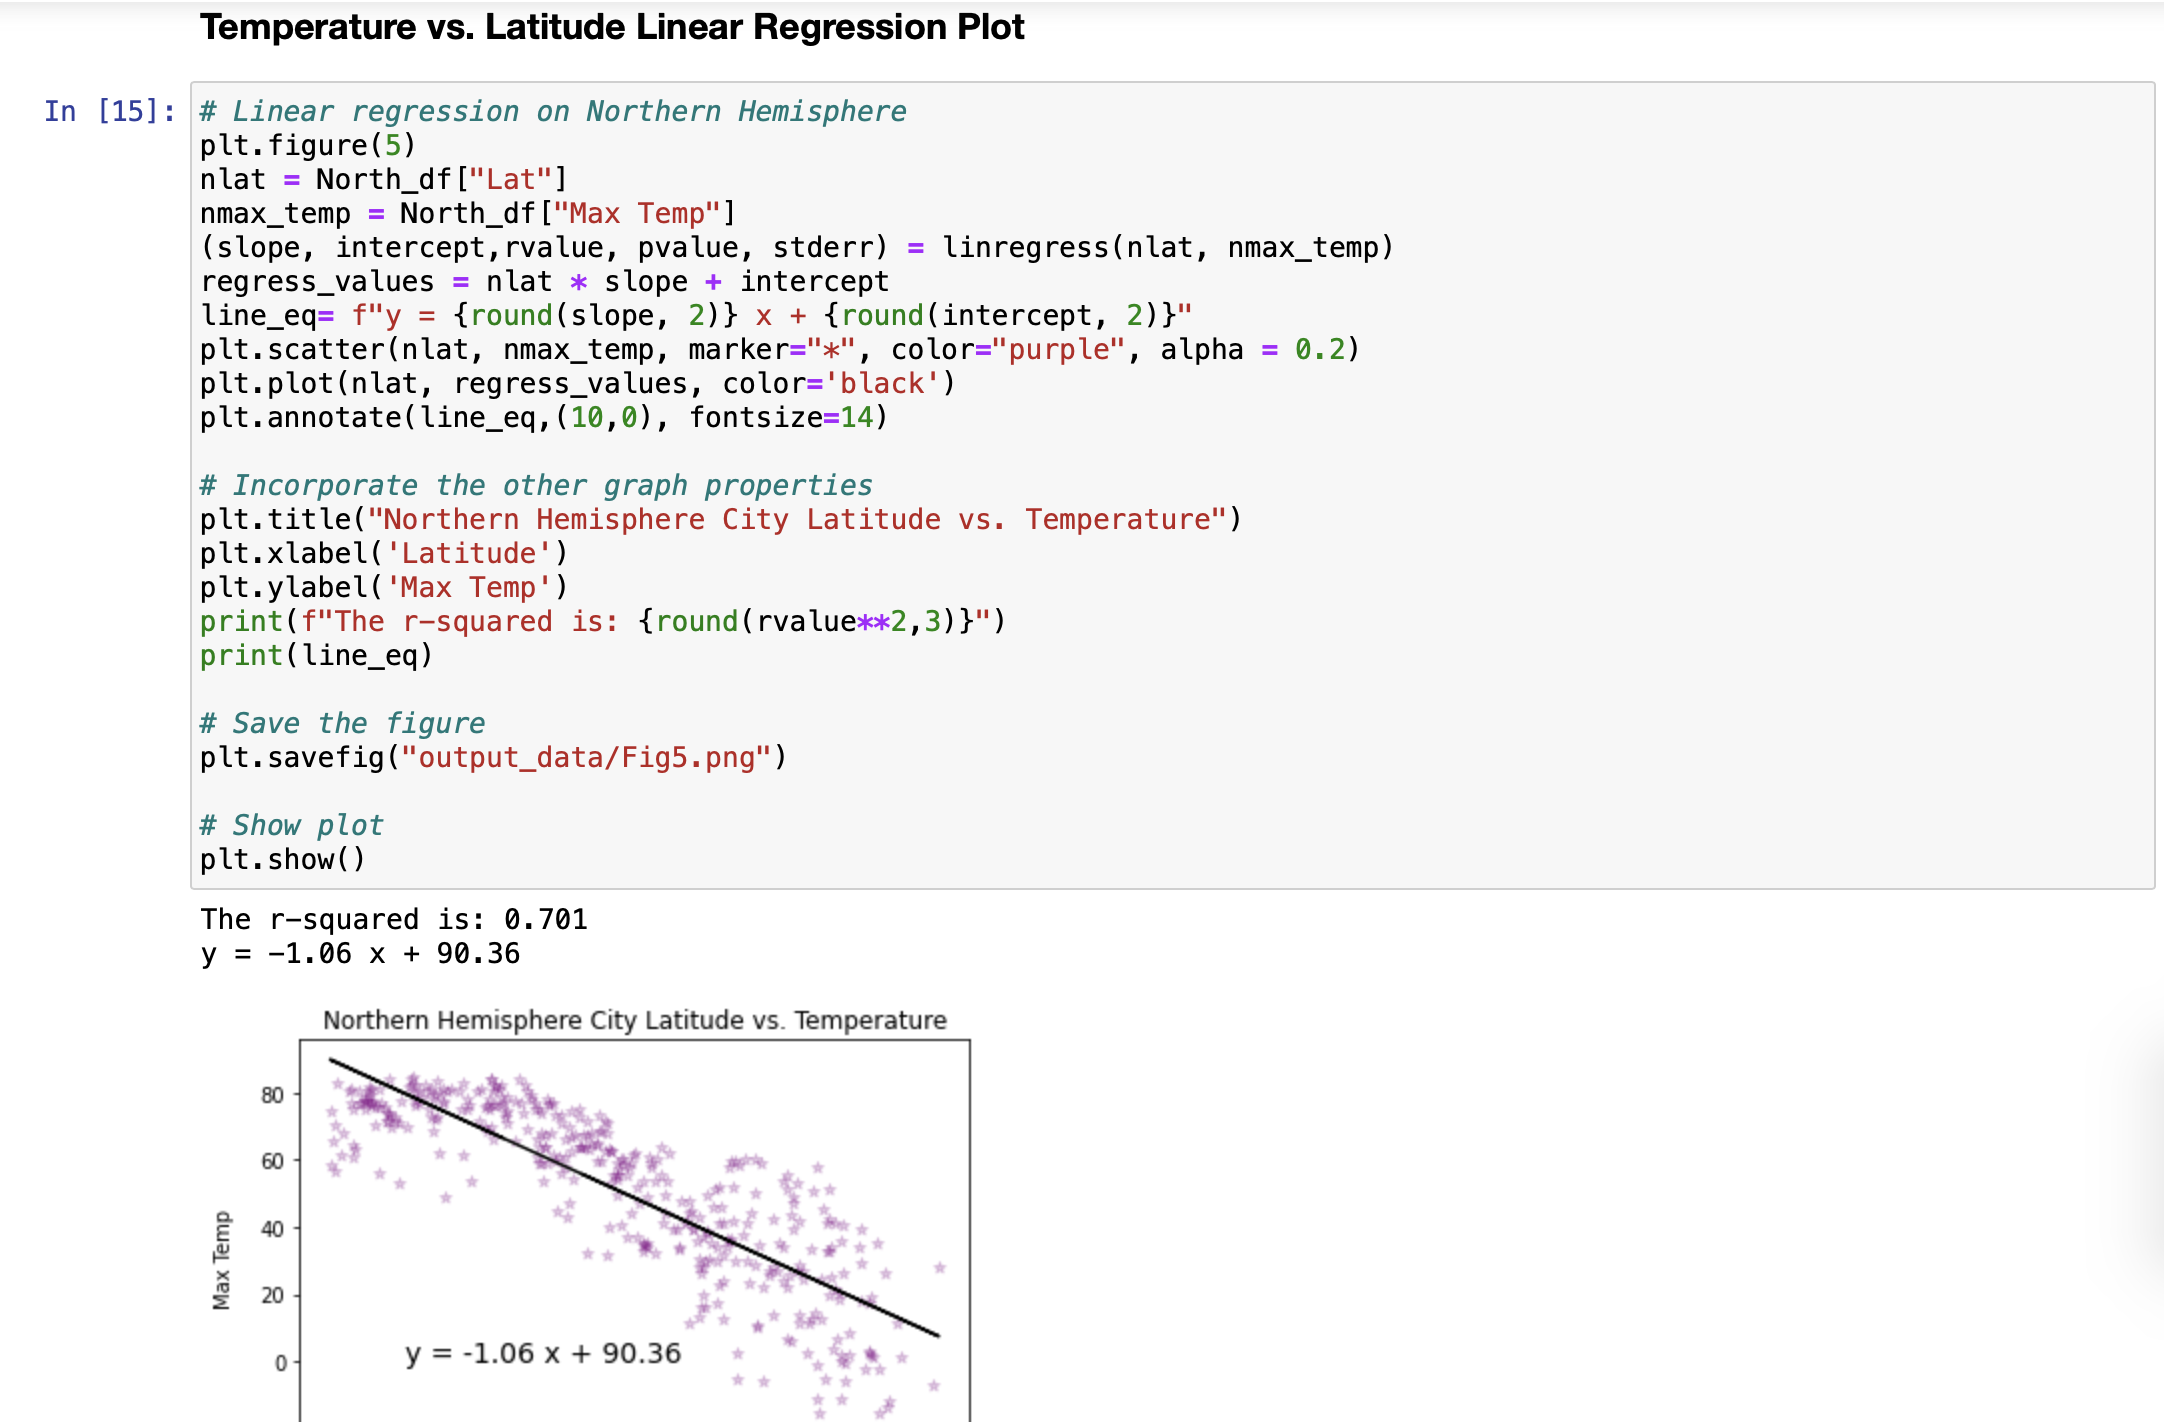 Temperature vs. Latitude Linear Regression Plot
In [15]:
# Linear regression on Northern Hemisphere
plt.figure(5)
nlat = North_df["Lat"]
nmax_temp = North_df["Max Temp"]
(slope, intercept,rvalue, pvalue, stderr) = linregress(nlat, nmax_temp)
regress_values = nlat * slope + intercept
line_eq= f"y = {round(slope, 2)} x + {round(intercept, 2)}"
plt.scatter(nlat, nmax_temp, marker="*", color="purple", alpha = 0.2)
plt.plot(nlat, regress_values, color='black')
plt.annotate(line_eq,(10,0), fontsize=14)
# Incorporate the other graph properties
plt.title("Northern Hemisphere City Latitude vs. Temperature")
plt.xlabel('Latitude')
plt.ylabel('Max Temp')
print(f"The r-squared is: {round(rvalue**2,3)}")
print(line_eq)
# Save the figure
plt.savefig("output_data/Fig5.png")
# Show plot
plt.show()
The r-squared is: 0.701
y = -1.06 x + 90.36
Northern Hemisphere City Latitude vs. Temperature
80
60
40
20
0
Max Temp
y = -1.06 x + 90.36